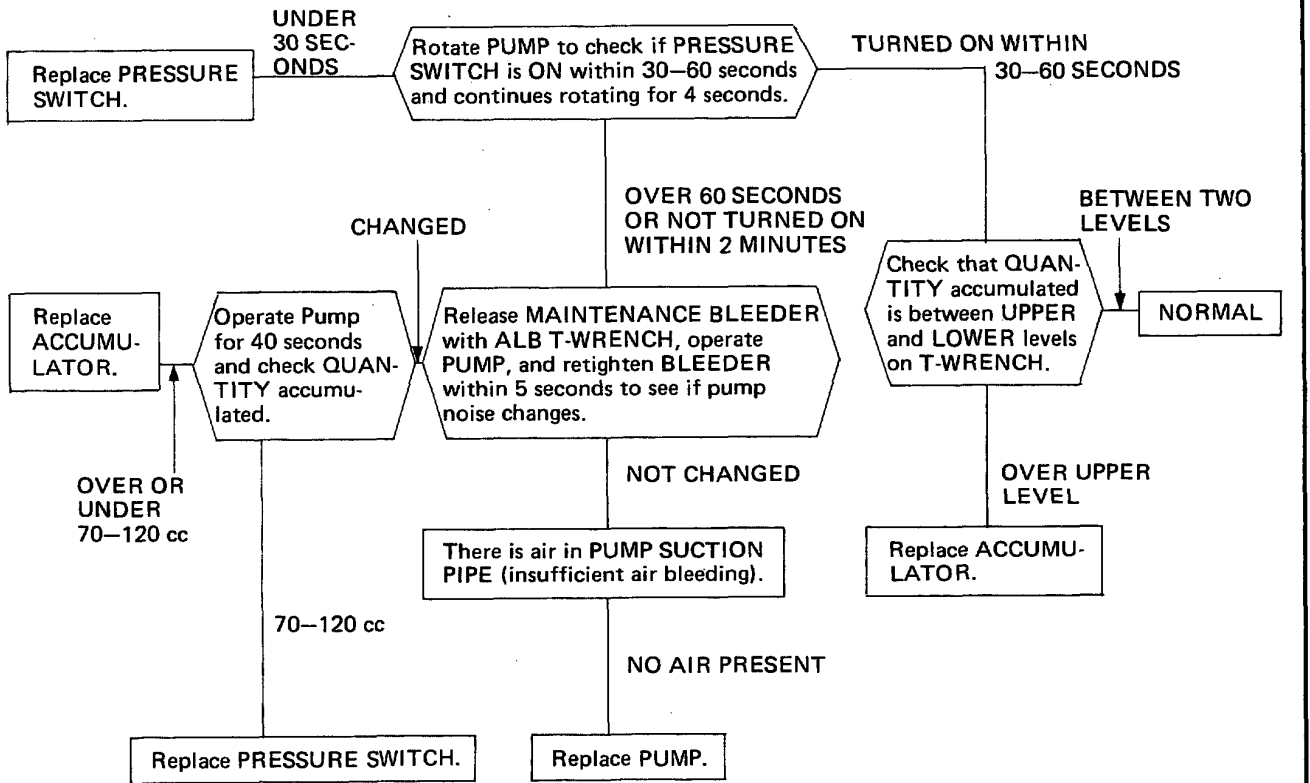 UNDER
30 SEC-
ONDS
Replace PRESSURE
SWITCH.
Rotate PUMP to check if PRESSURE
SWITCH is ON within 30–60 seconds
and continues rotating for 4 seconds.
TURNED ON WITHIN
30–60 SECONDS
OVER 60 SECONDS
OR NOT TURNED ON
WITHIN 2 MINUTES
BETWEEN TWO
LEVELS
CHANGED
Replace
ACCUMU-
LATOR.
Operate Pump
for 40 seconds
and check QUAN-
TITY accumu-
lated.
Release MAINTENANCE BLEEDER
with ALB T-WRENCH, operate
PUMP, and retighten BLEEDER
within 5 seconds to see if pump
noise changes.
Check that QUAN-
TITY accumulated
is between UPPER
and LOWER levels
on T-WRENCH.
NORMAL
OVER OR
UNDER
70–120 cc
NOT CHANGED
OVER UPPER
LEVEL
There is air in PUMP SUCTION
PIPE (insufficient air bleeding).
Replace ACCUMU-
LATOR.
70–120 cc
NO AIR PRESENT
Replace PRESSURE SWITCH.
Replace PUMP.